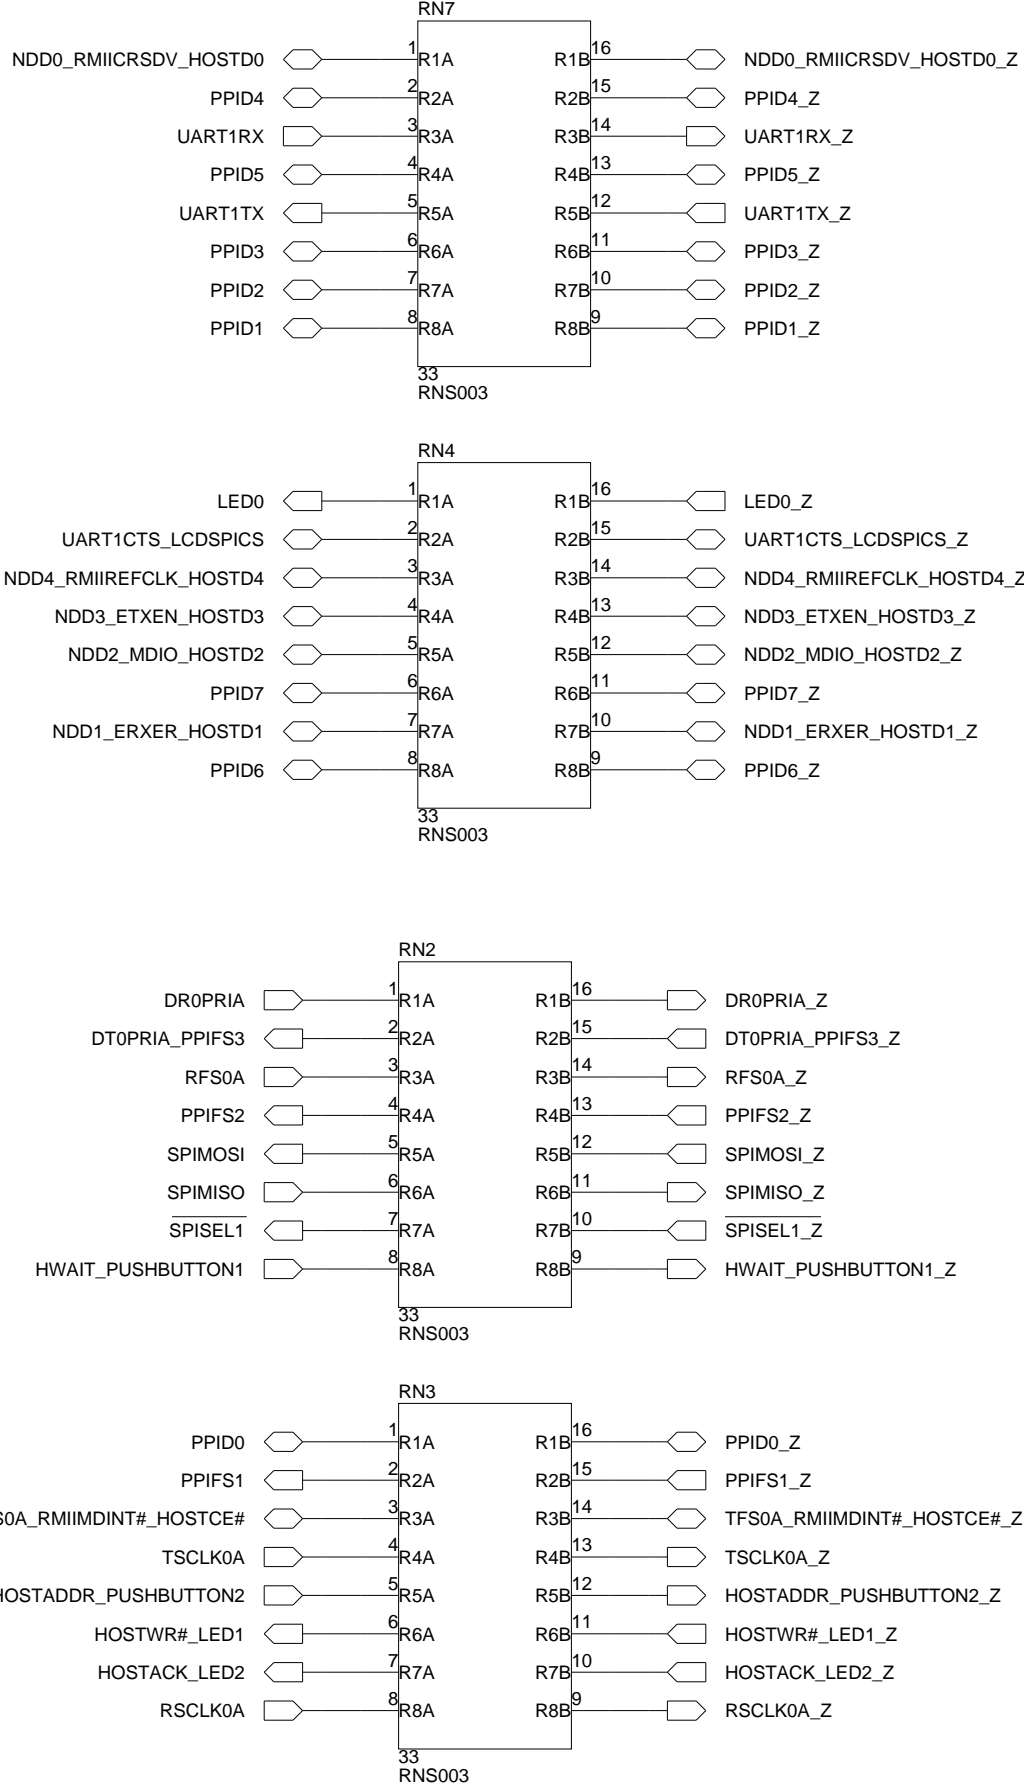 RN7
NDD0_RMIICRSDV_HOSTD0 1 R1A R1B 16 NDD0_RMIICRSDV_HOSTD0_Z
PPID4 2 R2A R2B 15 PPID4_Z
UART1RX 3 R3A R3B 14 UART1RX_Z
PPID5 4 R4A R4B 13 PPID5_Z
UART1TX 5 R5A R5B 12 UART1TX_Z
PPID3 6 R6A R6B 11 PPID3_Z
PPID2 7 R7A R7B 10 PPID2_Z
PPID1 8 R8A R8B 9 PPID1_Z
33
RNS003
RN4
LED0 1 R1A R1B 16 LED0_Z
UART1CTS_LCDSPICS 2 R2A R2B 15 UART1CTS_LCDSPICS_Z
NDD4_RMIIREFCLK_HOSTD4 3 R3A R3B 14 NDD4_RMIIREFCLK_HOSTD4_Z
NDD3_ETXEN_HOSTD3 4 R4A R4B 13 NDD3_ETXEN_HOSTD3_Z
NDD2_MDIO_HOSTD2 5 R5A R5B 12 NDD2_MDIO_HOSTD2_Z
PPID7 6 R6A R6B 11 PPID7_Z
NDD1_ERXER_HOSTD1 7 R7A R7B 10 NDD1_ERXER_HOSTD1_Z
PPID6 8 R8A R8B 9 PPID6_Z
33
RNS003
RN2
DR0PRIA 1 R1A R1B 16 DR0PRIA_Z
DT0PRIA_PPIFS3 2 R2A R2B 15 DT0PRIA_PPIFS3_Z
RFS0A 3 R3A R3B 14 RFS0A_Z
PPIFS2 4 R4A R4B 13 PPIFS2_Z
SPIMOSI 5 R5A R5B 12 SPIMOSI_Z
SPIMISO 6 R6A R6B 11 SPIMISO_Z
SPISEL1 7 R7A R7B 10 SPISEL1_Z
HWAIT_PUSHBUTTON1 8 R8A R8B 9 HWAIT_PUSHBUTTON1_Z
33
RNS003
RN3
PPID0 1 R1A R1B 16 PPID0_Z
PPIFS1 2 R2A R2B 15 PPIFS1_Z
S0A_RMIIMDINT#_HOSTCE# 3 R3A R3B 14 TFS0A_RMIIMDINT#_HOSTCE#_Z
TSCLK0A 4 R4A R4B 13 TSCLK0A_Z
HOSTADDR_PUSHBUTTON2 5 R5A R5B 12 HOSTADDR_PUSHBUTTON2_Z
HOSTWR#_LED1 6 R6A R6B 11 HOSTWR#_LED1_Z
HOSTACK_LED2 7 R7A R7B 10 HOSTACK_LED2_Z
RSCLK0A 8 R8A R8B 9 RSCLK0A_Z
33
RNS003